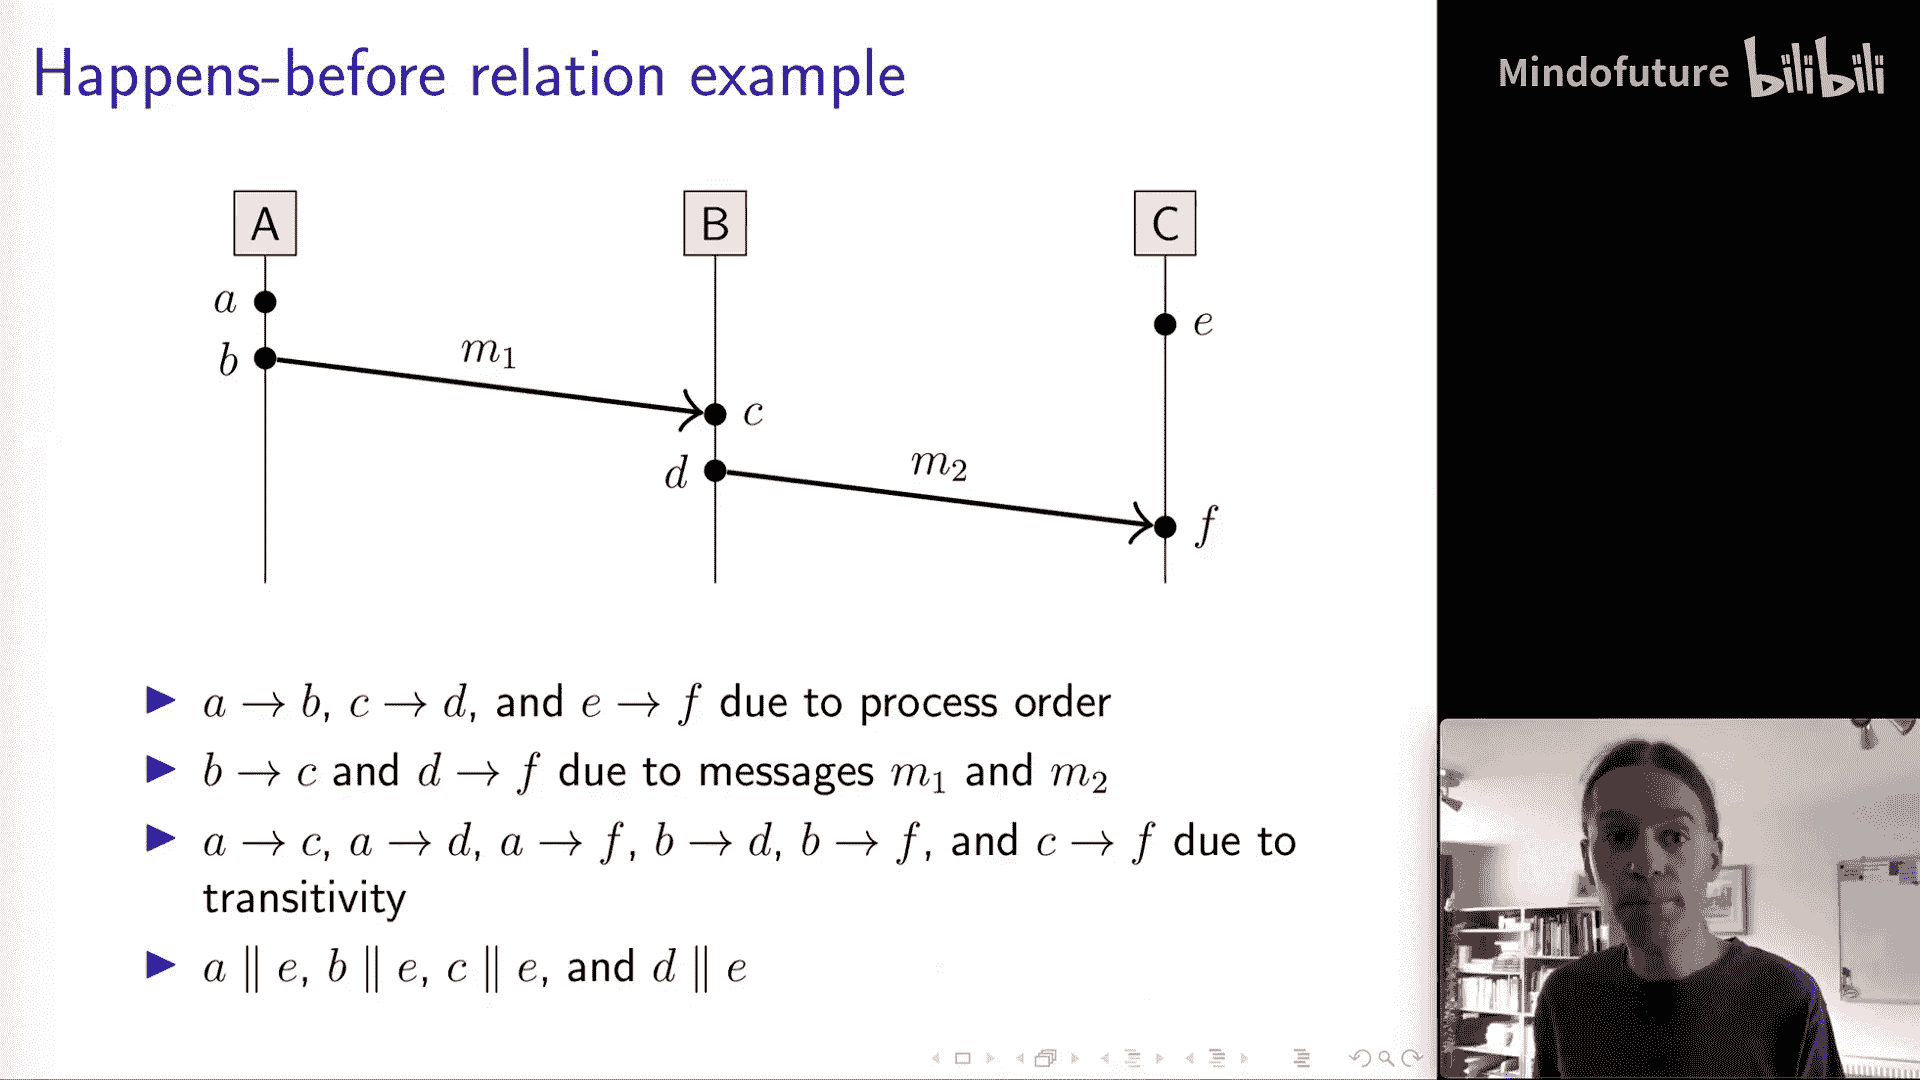 Happens-before relation example
Mindofuture bilibili
A
B
C
a
e
b
m₁
c
d
m₂
f
a → b, c → d, and e → f due to process order
b → c and d → f due to messages m₁ and m₂
a → c, a → d, a → f, b → d, b → f, and c → f due to
transitivity
a ∥ e, b ∥ e, c ∥ e, and d ∥ e